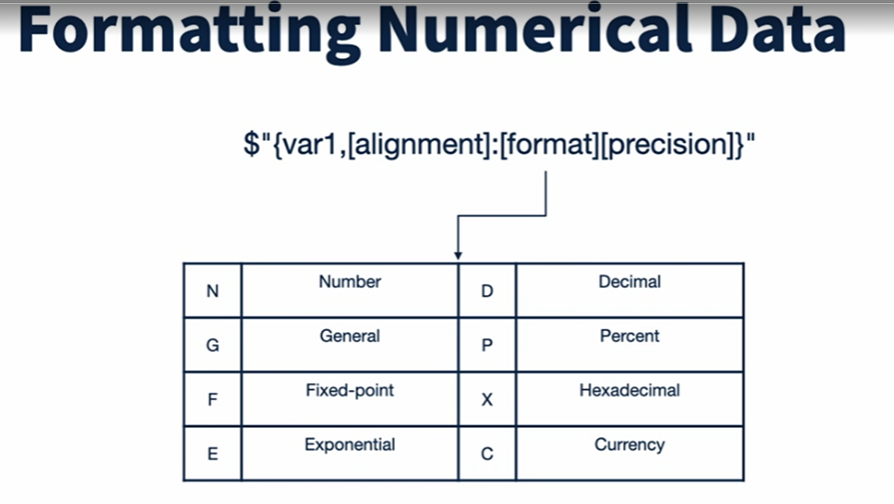 Formatting Numerical Data
$"{var1,[alignment]:[format][precision]}"
N Number D Decimal
G General P Percent
F Fixed-point X Hexadecimal
E Exponential C Currency